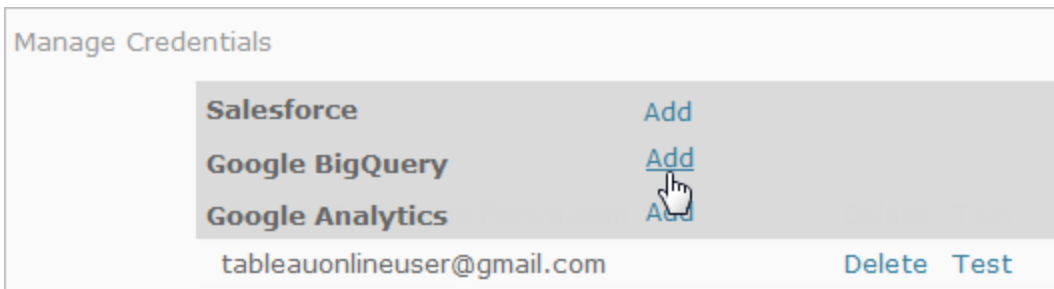 Manage Credentials
Salesforce Add
Google BigQuery Add
Google Analytics Add
tableauonlineuser@gmail.com Delete Test